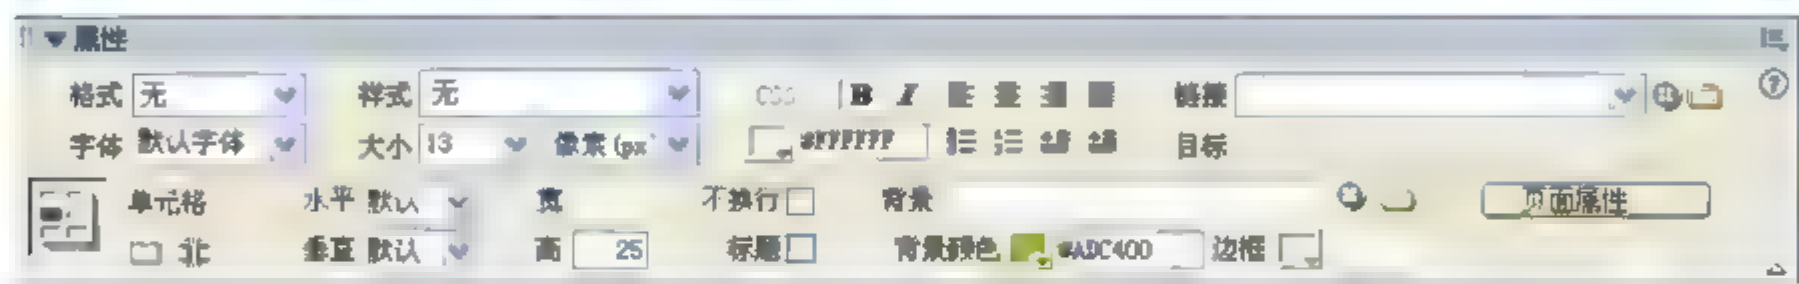 属性
格式 无 样式 无 CSS B I 链接
字体 默认字体 大小 13 像素(px) #FFFFFF 目标
单元格 水平 默认 宽 不换行 背景 页面属性
垂直 默认 高 25 标题 背景颜色 #ADC400 边框